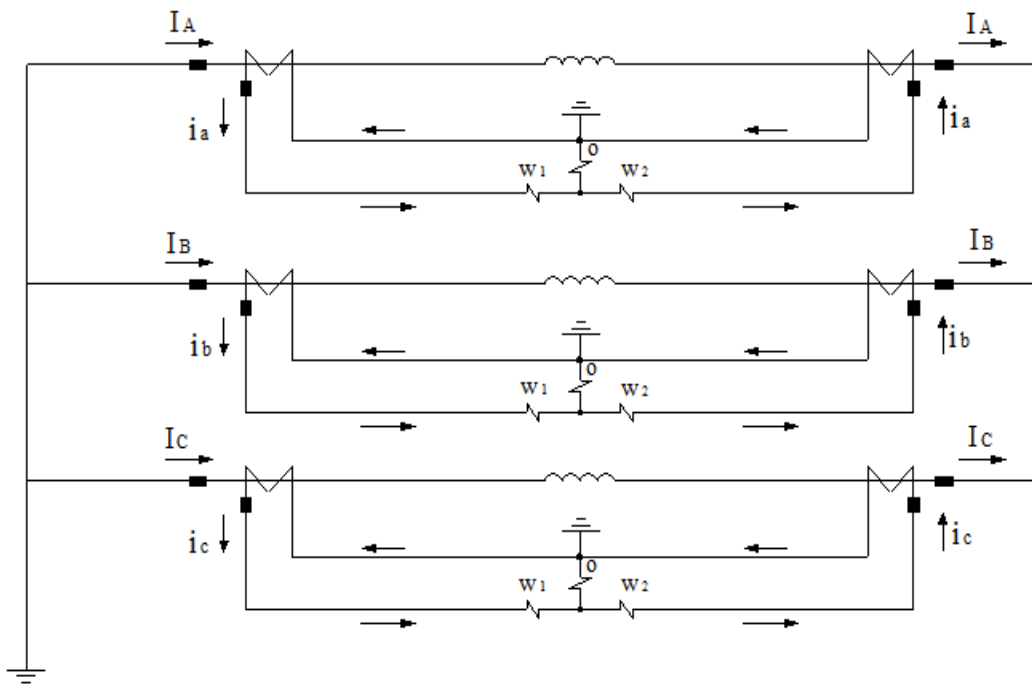 IA IA
ia ia
o
W1 W2
IB IB
ib ib
o
W1 W2
IC IC
ic ic
o
W1 W2